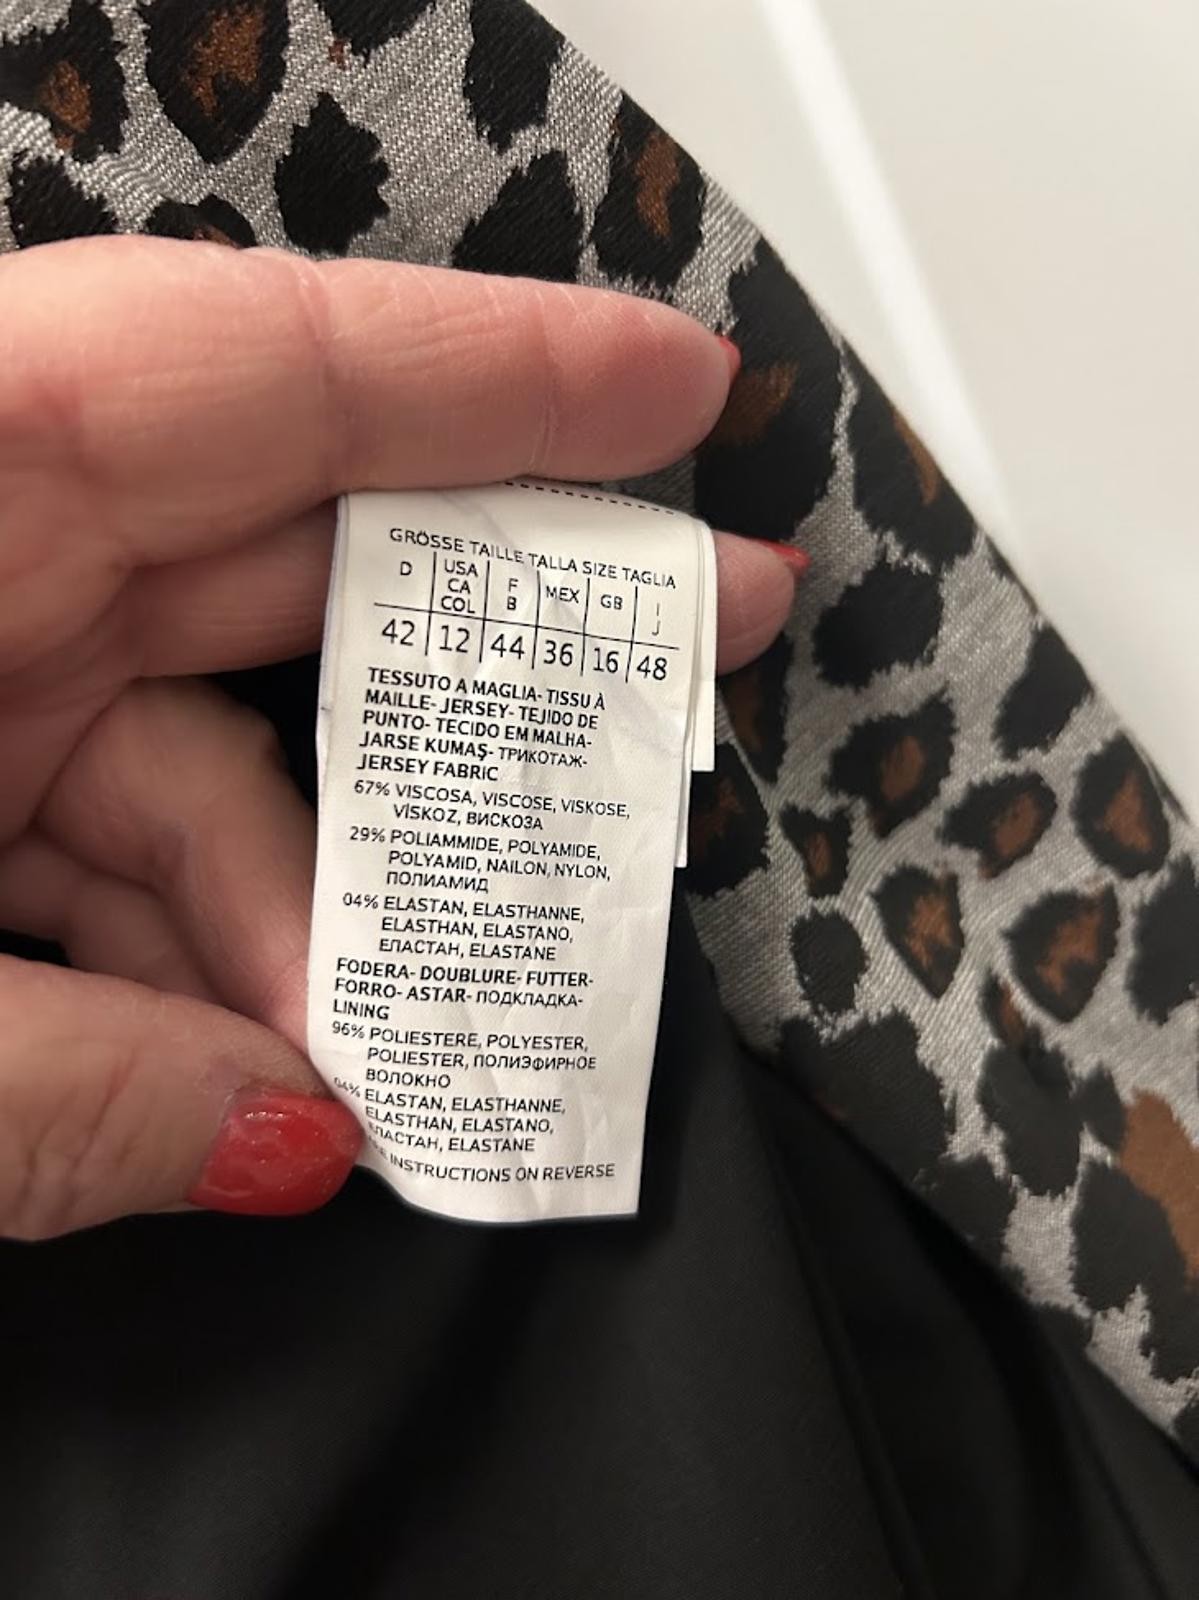 GRÖSSE TAILLE TALLA SIZE TAGLIA
D USA F MEX GB I
CA B J
COL
42 12 44 36 16 48
TESSUTO A MAGLIA- TISSU À
MAILLE- JERSEY- TEJIDO DE
PUNTO- TECIDO EM MALHA-
JARSE KUMAŞ- ТРИКОТАЖ-
JERSEY FABRIC
67% VISCOSA, VISCOSE, VISKOSE,
VİSKOZ, ВИСКОЗА
29% POLIAMMIDE, POLYAMIDE,
POLYAMID, NAILON, NYLON,
ПОЛИАМИД
04% ELASTAN, ELASTHANNE,
ELASTHAN, ELASTANO,
ЕЛАСТАН, ELASTANE
FODERA- DOUBLURE- FUTTER-
FORRO- ASTAR- ПОДКЛАДКА-
LINING
96% POLIESTERE, POLYESTER,
POLIESTER, ПОЛИЭФИРНОЕ
ВОЛОКНО
04% ELASTAN, ELASTHANNE,
ELASTHAN, ELASTANO,
ЕЛАСТАН, ELASTANE
INSTRUCTIONS ON REVERSE